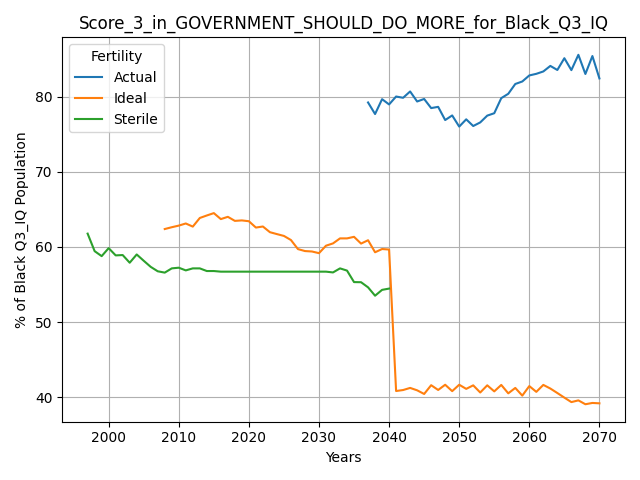 Score_3_in_GOVERNMENT_SHOULD_DO_MORE_for_Black_Q3_IQ
Fertility
Actual
Ideal
Sterile
% of Black Q3_IQ Population
80
70
60
50
40
2000
2010
2020
2030
2040
2050
2060
2070
Years